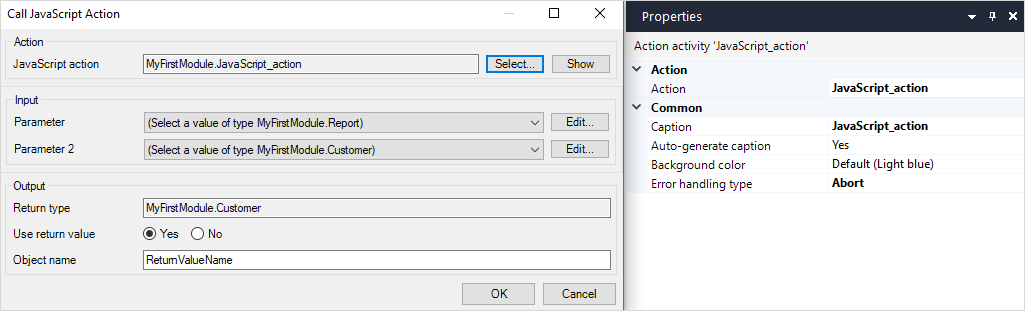 Call JavaScript Action
Action
JavaScript action
MyFirstModule.JavaScript_action
Select...
Show
Input
Parameter
(Select a value of type MyFirstModule.Report)
Edit...
Parameter 2
(Select a value of type MyFirstModule.Customer)
Edit...
Output
Return type
MyFirstModule.Customer
Use return value
Yes
No
Object name
ReturnValueName
OK
Cancel
Properties
Action activity 'JavaScript_action'
Action
Action
JavaScript_action
Common
Caption
JavaScript_action
Auto-generate caption
Yes
Background color
Default (Light blue)
Error handling type
Abort